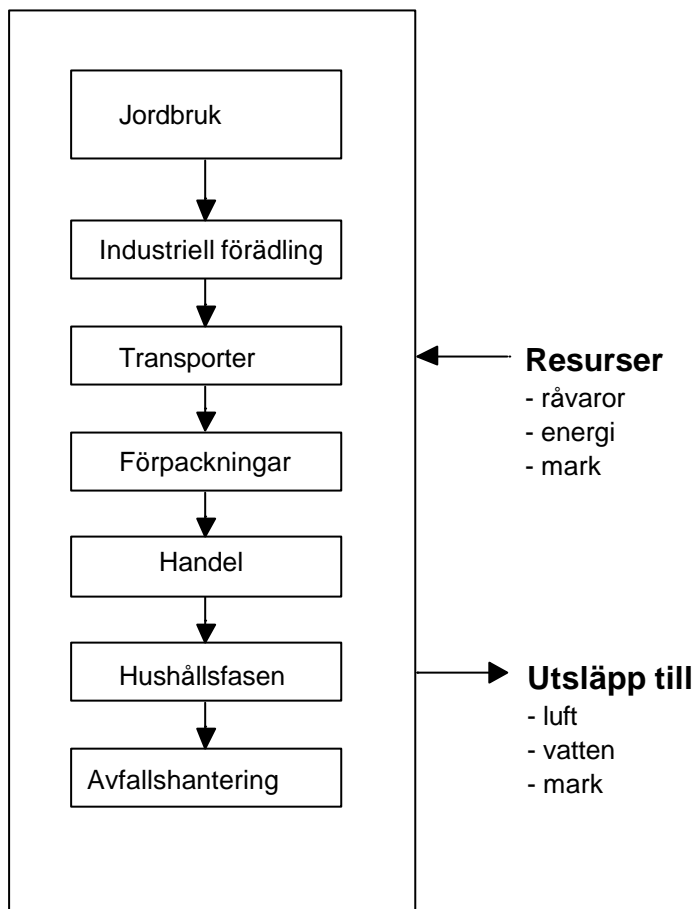 Jordbruk
Industriell förädling
Transporter
Förpackningar
Handel
Hushållsfasen
Avfallshantering
Resurser
- råvaror
- energi
- mark
Utsläpp till
- luft
- vatten
- mark